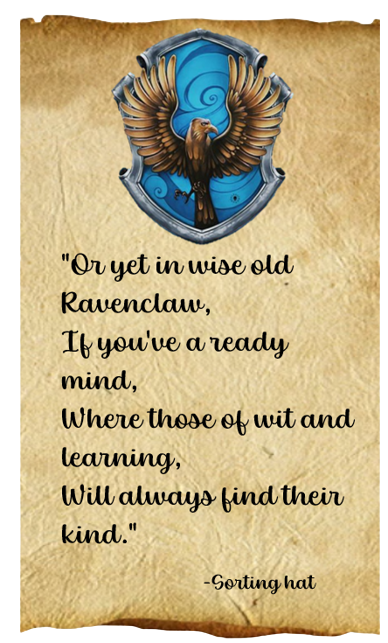 "Or yet in wise old
Ravenclaw,
If you've a ready
mind,
Where those of wit and
learning,
Will always find their
kind."
-Sorting hat